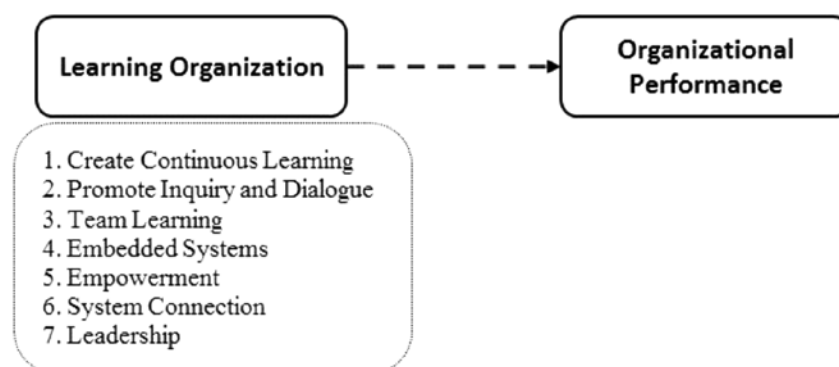 Learning Organization
Organizational
Performance
1. Create Continuous Learning
2. Promote Inquiry and Dialogue
3. Team Learning
4. Embedded Systems
5. Empowerment
6. System Connection
7. Leadership